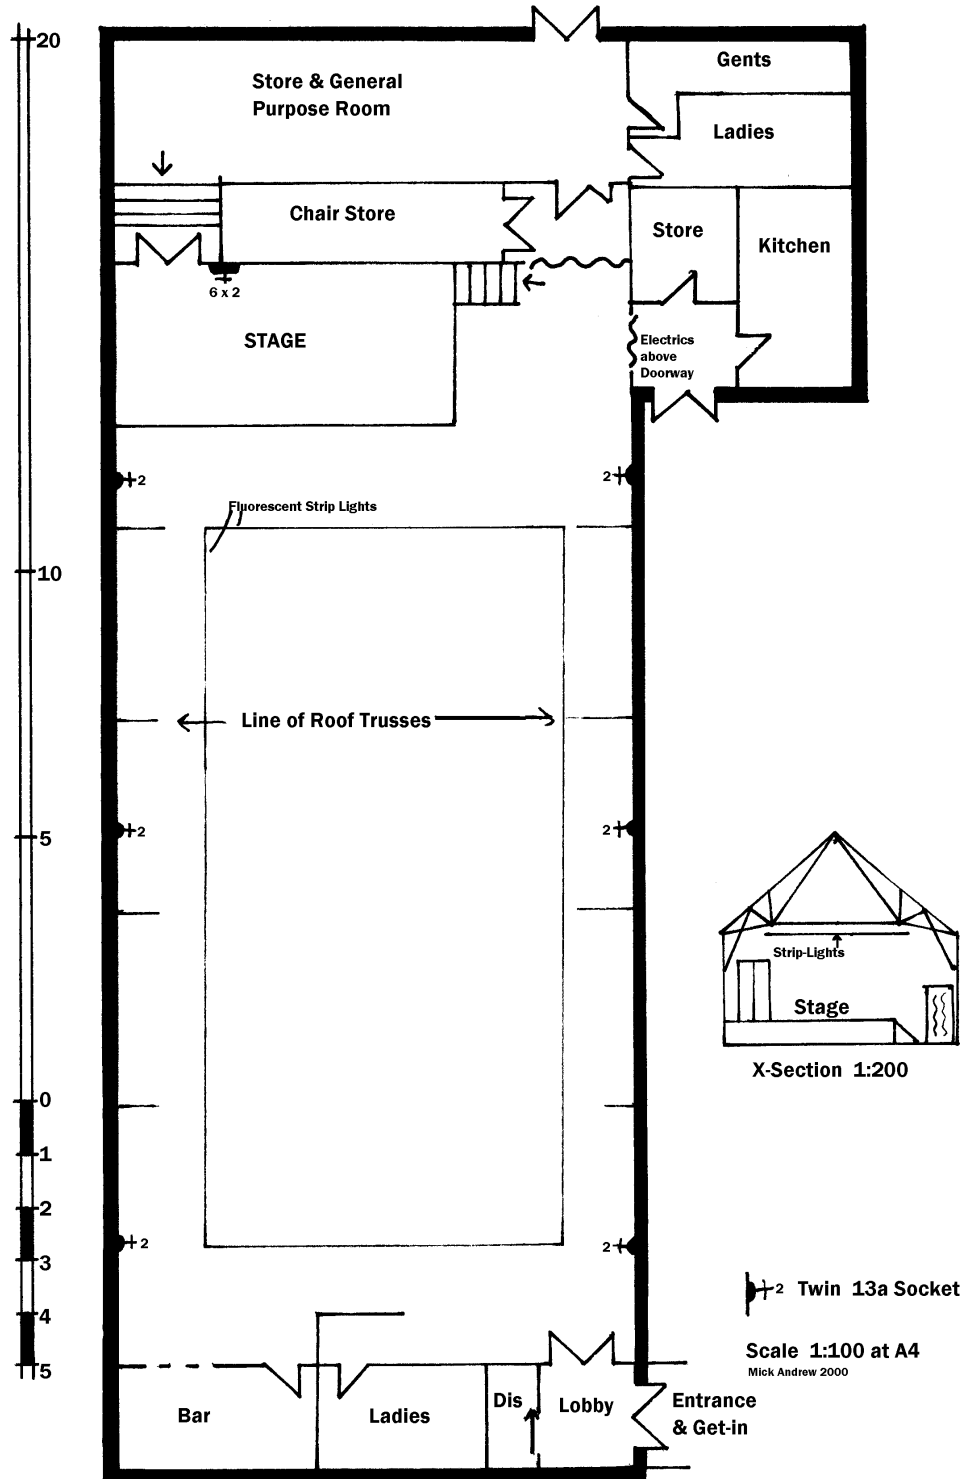 20
Gents
Store & General
Purpose Room
Ladies
Chair Store
Store
Kitchen
6 x 2
STAGE
Electrics
above
Doorway
2
2
Fluorescent Strip Lights
10
Line of Roof Trusses
2
2
5
Strip-Lights
Stage
X-Section 1:200
0
1
2
3
4
5
2
2
2 Twin 13a Socket
Scale 1:100 at A4
Mick Andrew 2000
Bar
Ladies
Dis
Lobby
Entrance
& Get-in